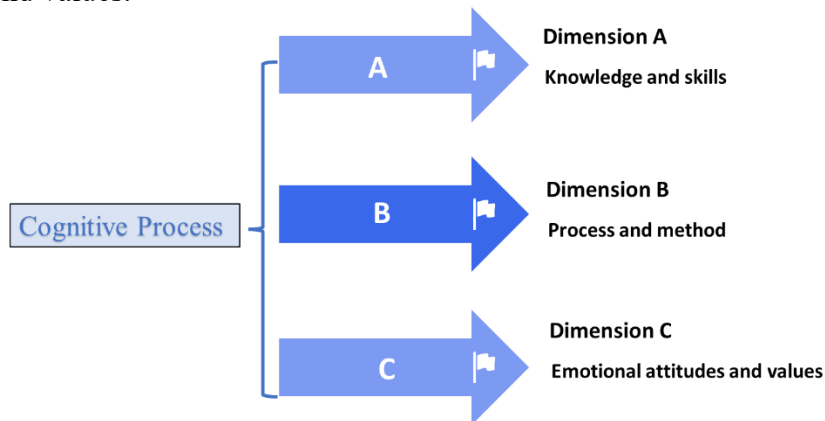 A
Dimension A
Knowledge and skills
Cognitive Process
B
Dimension B
Process and method
C
Dimension C
Emotional attitudes and values